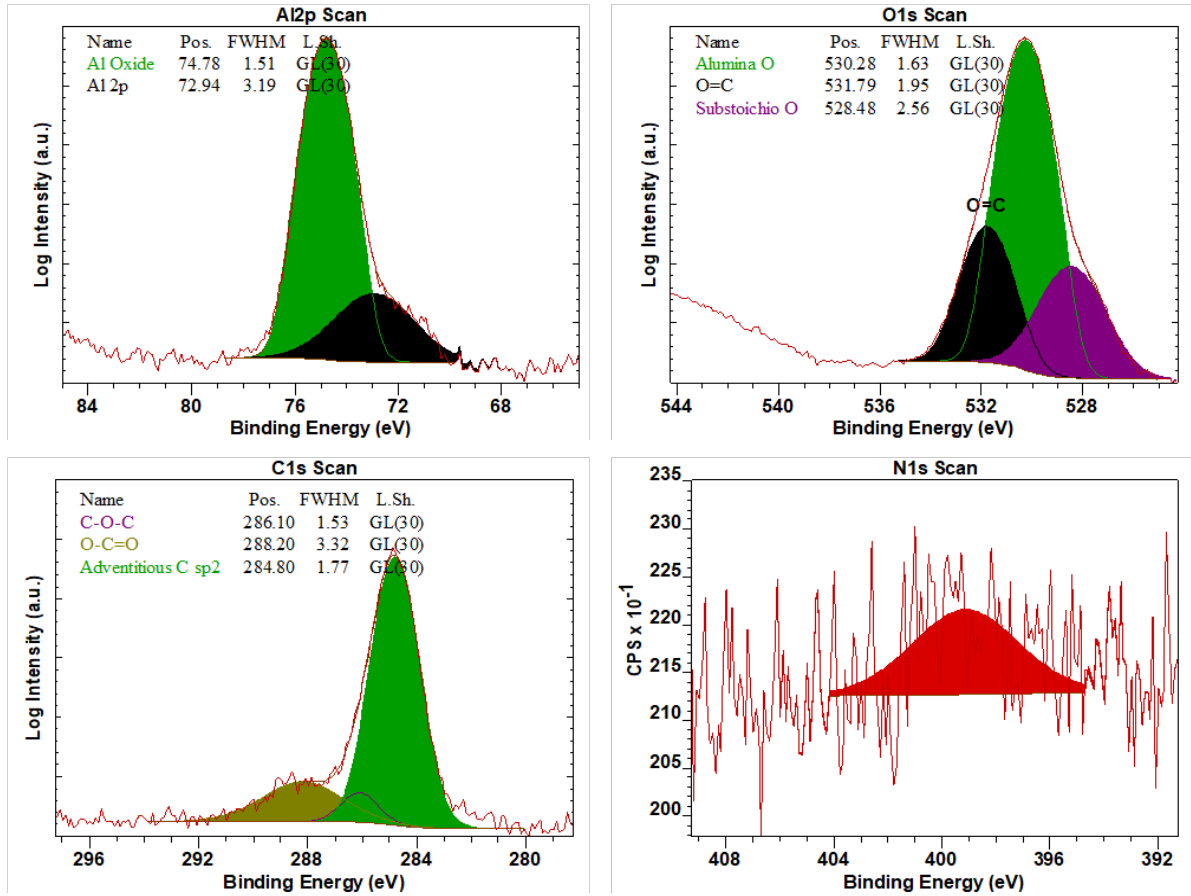 Al2p Scan
Name Pos. FWHM L.Sh.
Al Oxide 74.78 1.51 GL(30)
Al 2p 72.94 3.19 GL(30)
Log Intensity (a.u.)
84 80 76 72 68
Binding Energy (eV)
O1s Scan
Name Pos. FWHM L.Sh.
Alumina O 530.28 1.63 GL(30)
O=C 531.79 1.95 GL(30)
Substoichio O 528.48 2.56 GL(30)
O=C
Log Intensity (a.u.)
544 540 536 532 528
Binding Energy (eV)
C1s Scan
Name Pos. FWHM L.Sh.
C-O-C 286.10 1.53 GL(30)
O-C=O 288.20 3.32 GL(30)
Adventitious C sp2 284.80 1.77 GL(30)
Log Intensity (a.u.)
296 292 288 284 280
Binding Energy (eV)
N1s Scan
235
230
225
220
215
210
205
200
CPS x 10⁻¹
408 404 400 396 392
Binding Energy (eV)